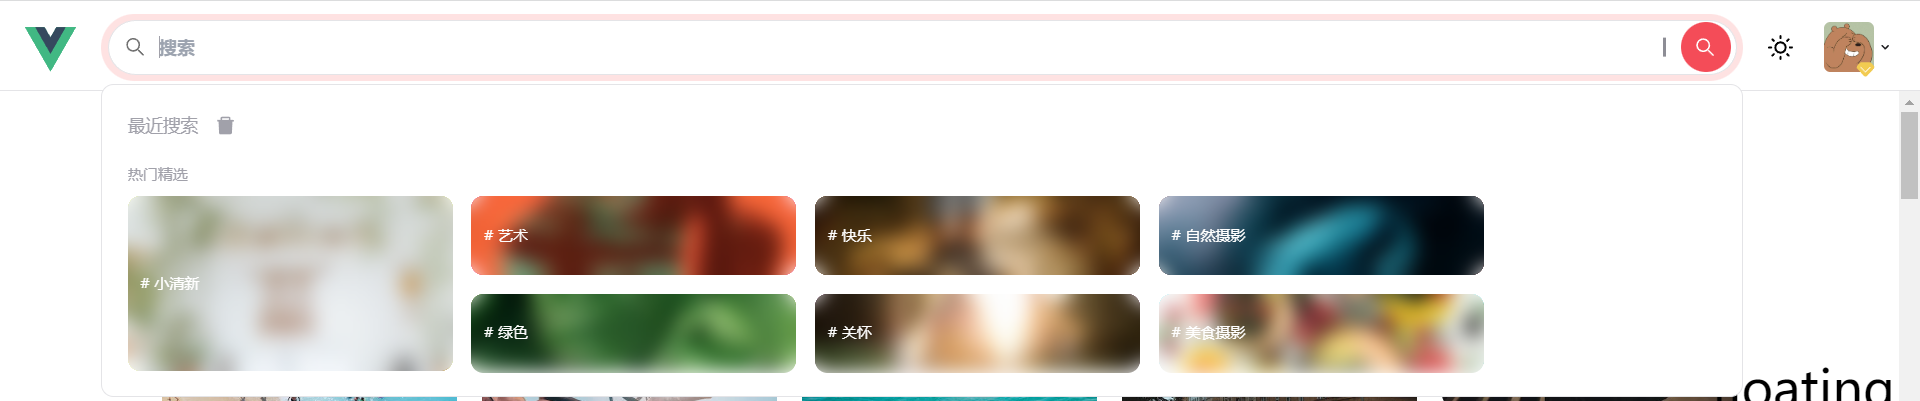 搜索
最近搜索
热门精选
# 小清新
# 艺术
# 快乐
# 自然摄影
# 绿色
# 关怀
# 美食摄影
oating